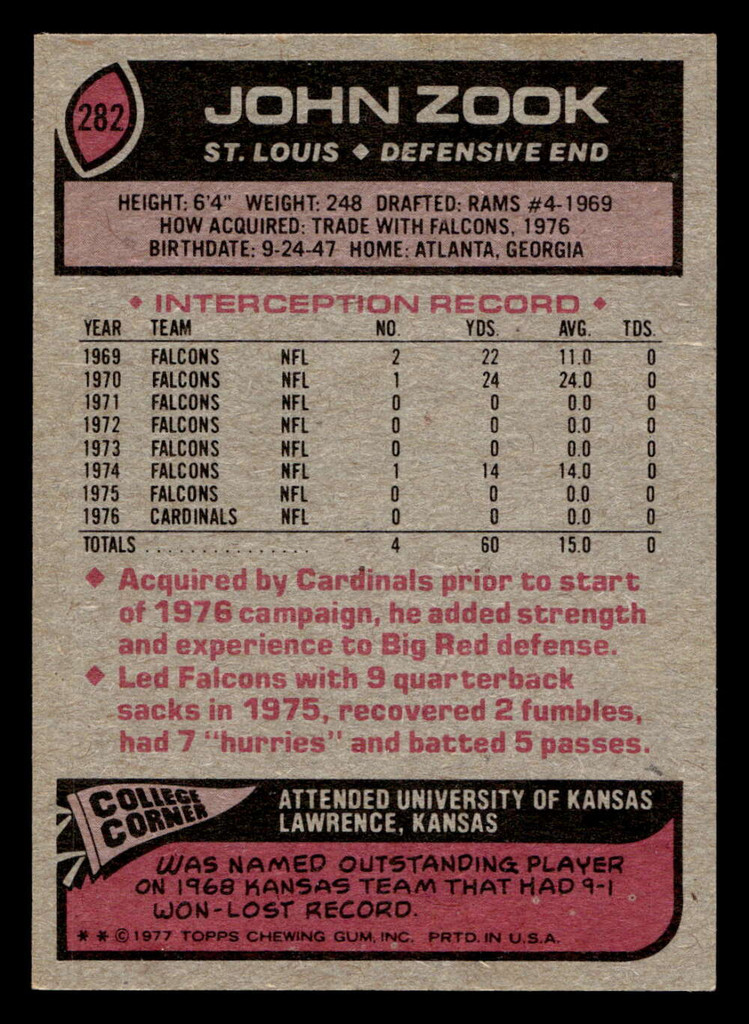 282
JOHN ZOOK
ST. LOUIS ◆ DEFENSIVE END
HEIGHT: 6'4" WEIGHT: 248 DRAFTED: RAMS #4-1969
HOW ACQUIRED: TRADE WITH FALCONS, 1976
BIRTHDATE: 9-24-47 HOME: ATLANTA, GEORGIA
◆ INTERCEPTION RECORD ◆
YEAR TEAM NO. YDS. AVG. TDS.
1969 FALCONS NFL 2 22 11.0 0
1970 FALCONS NFL 1 24 24.0 0
1971 FALCONS NFL 0 0 0.0 0
1972 FALCONS NFL 0 0 0.0 0
1973 FALCONS NFL 0 0 0.0 0
1974 FALCONS NFL 1 14 14.0 0
1975 FALCONS NFL 0 0 0.0 0
1976 CARDINALS NFL 0 0 0.0 0
TOTALS ............... 4 60 15.0 0
◆ Acquired by Cardinals prior to start
of 1976 campaign, he added strength
and experience to Big Red defense.
◆ Led Falcons with 9 quarterback
sacks in 1975, recovered 2 fumbles,
had 7 "hurries" and batted 5 passes.
COLLEGE
CORNER
ATTENDED UNIVERSITY OF KANSAS
LAWRENCE, KANSAS
WAS NAMED OUTSTANDING PLAYER
ON 1968 KANSAS TEAM THAT HAD 9-1
WON-LOST RECORD.
* * © 1977 TOPPS CHEWING GUM, INC. PRTD. IN U.S.A.